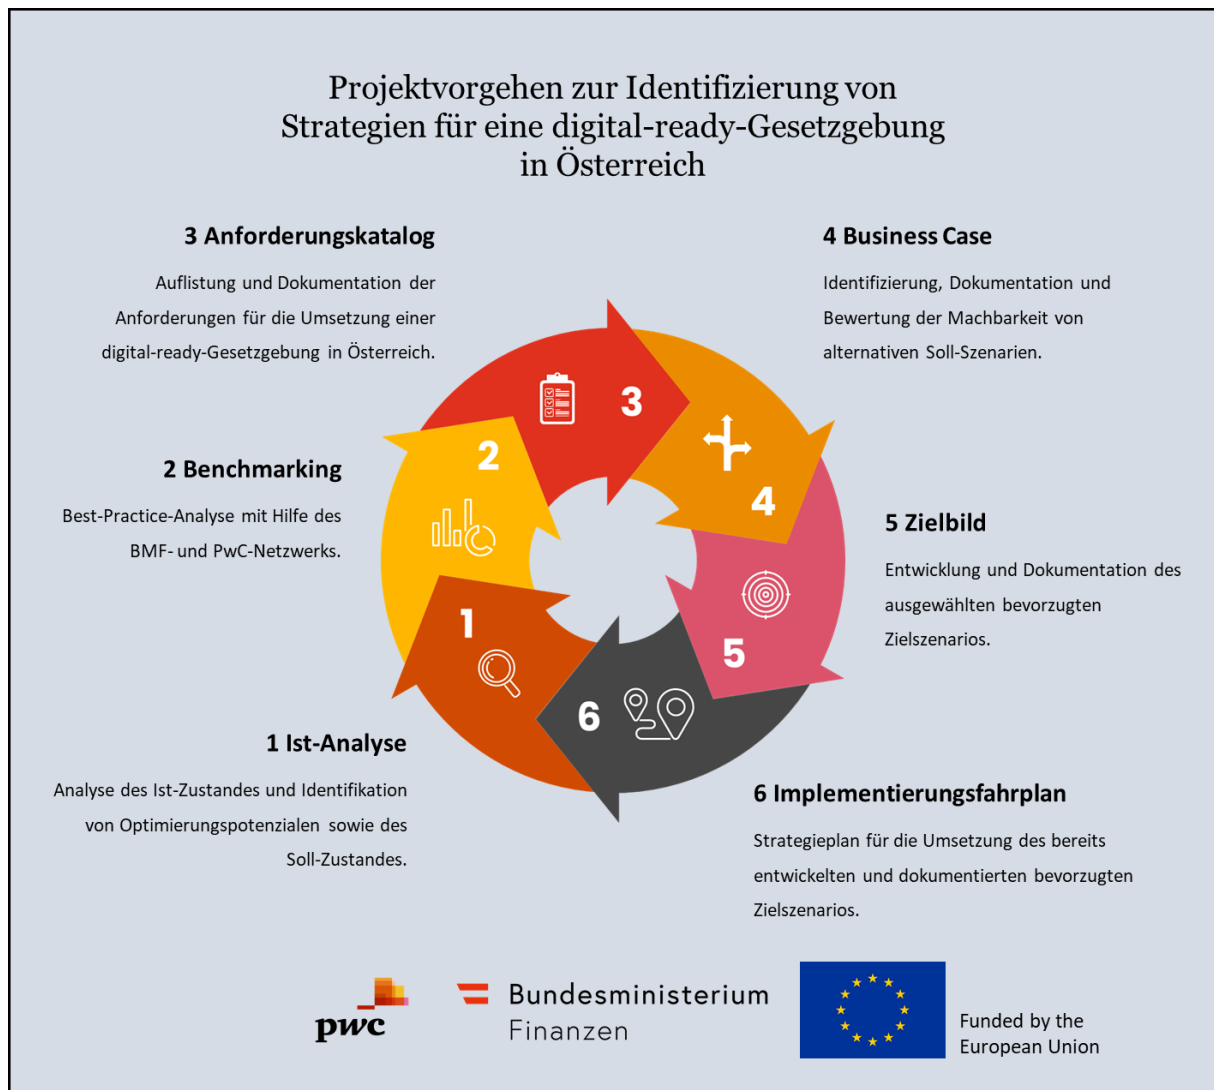 Projektvorgehen zur Identifizierung von
Strategien für eine digital-ready-Gesetzgebung
in Österreich
3 Anforderungskatalog
Auflistung und Dokumentation der
Anforderungen für die Umsetzung einer
digital-ready-Gesetzgebung in Österreich.
4 Business Case
Identifizierung, Dokumentation und
Bewertung der Machbarkeit von
alternativen Soll-Szenarien.
2 Benchmarking
Best-Practice-Analyse mit Hilfe des
BMF- und PwC-Netzwerks.
5 Zielbild
Entwicklung und Dokumentation des
ausgewählten bevorzugten
Zielszenarios.
1 Ist-Analyse
Analyse des Ist-Zustandes und Identifikation
von Optimierungspotenzialen sowie des
Soll-Zustandes.
6 Implementierungsfahrplan
Strategieplan für die Umsetzung des bereits
entwickelten und dokumentierten bevorzugten
Zielszenarios.
3
2
4
1
5
6
pwc
Bundesministerium
Finanzen
Funded by the
European Union